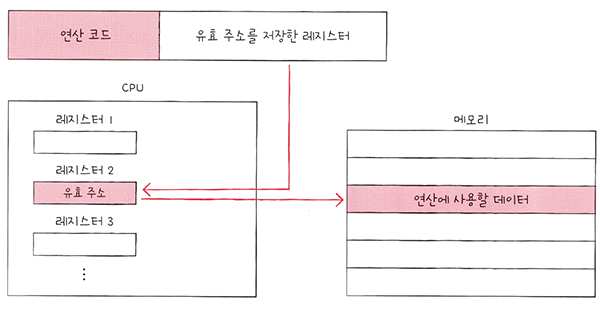 연산 코드
유효 주소를 저장한 레지스터
CPU
레지스터 1
레지스터 2
유효 주소
레지스터 3
⋮
메모리
연산에 사용할 데이터